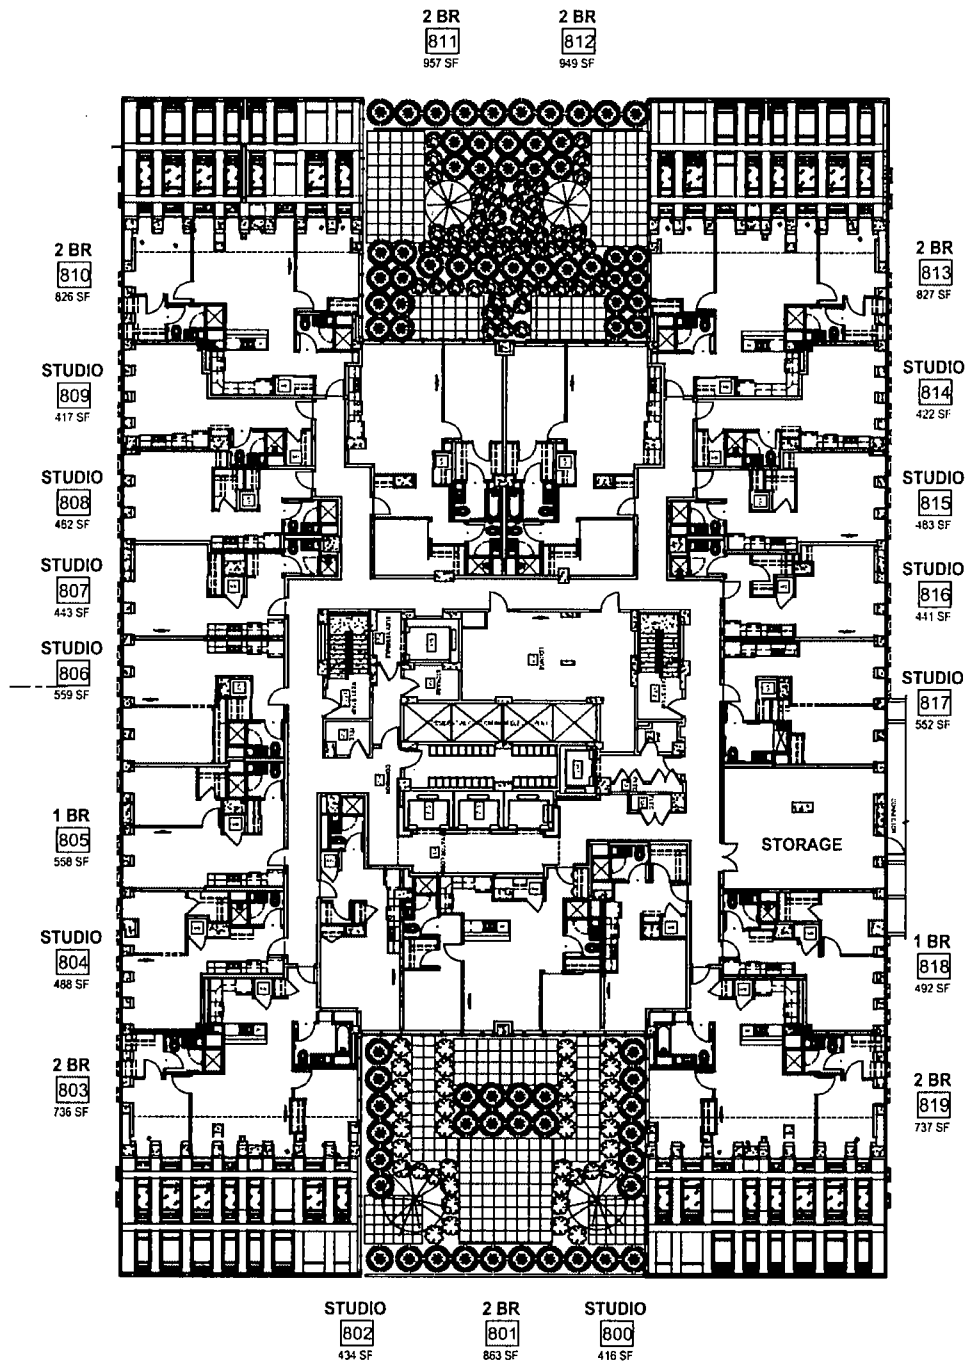 2 BR
811
957 SF
2 BR
812
949 SF
2 BR
810
826 SF
2 BR
813
827 SF
STUDIO
809
417 SF
STUDIO
814
422 SF
STUDIO
808
462 SF
STUDIO
815
483 SF
STUDIO
807
443 SF
STUDIO
816
441 SF
STUDIO
806
559 SF
STUDIO
817
552 SF
1 BR
805
558 SF
STORAGE
STUDIO
804
488 SF
1 BR
818
492 SF
2 BR
803
736 SF
2 BR
819
737 SF
STUDIO
802
434 SF
2 BR
801
863 SF
STUDIO
800
416 SF